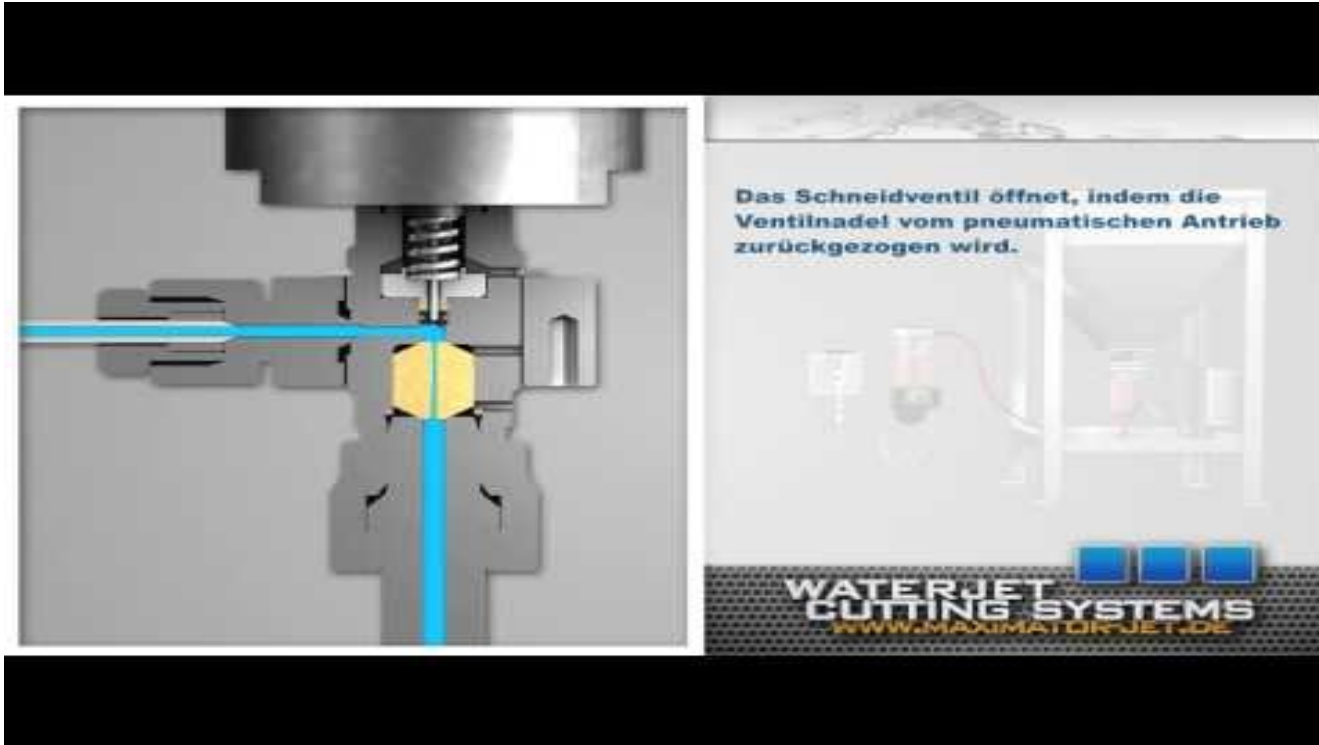 Das Schneidventil öffnet, indem die
Ventilnadel vom pneumatischen Antrieb
zurückgezogen wird.
WATERJET
CUTTING SYSTEMS
WWW.MAXIMATOR-JET.DE